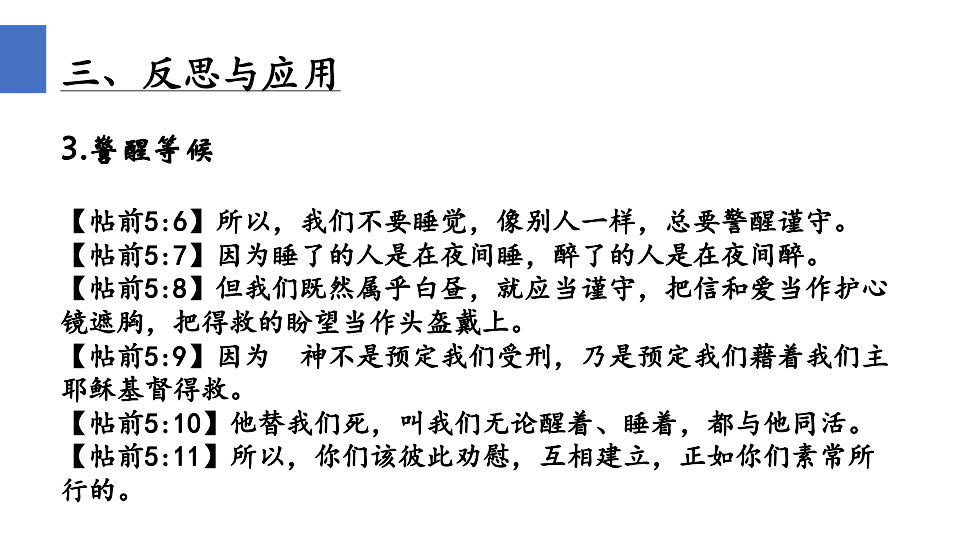 三、反思与应用
3.警醒等候
【帖前5:6】所以，我们不要睡觉，像别人一样，总要警醒谨守。
【帖前5:7】因为睡了的人是在夜间睡，醉了的人是在夜间醉。
【帖前5:8】但我们既然属乎白昼，就应当谨守，把信和爱当作护心
镜遮胸，把得救的盼望当作头盔戴上。
【帖前5:9】因为　神不是预定我们受刑，乃是预定我们藉着我们主
耶稣基督得救。
【帖前5:10】他替我们死，叫我们无论醒着、睡着，都与他同活。
【帖前5:11】所以，你们该彼此劝慰，互相建立，正如你们素常所
行的。